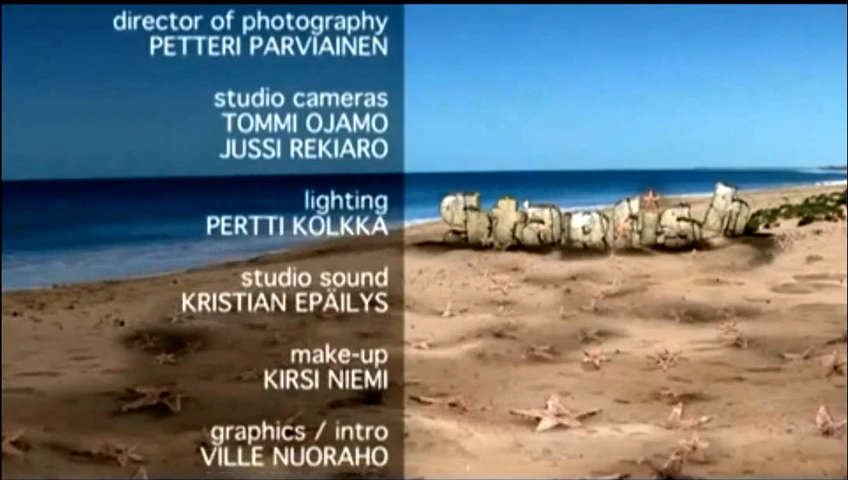 director of photography
PETTERI PARVIAINEN
studio cameras
TOMMI OJAMO
JUSSI REKIARO
lighting
PERTTI KOLKKA
studio sound
KRISTIAN EPÄILYS
make-up
KIRSI NIEMI
graphics / intro
VILLE NUORAHO